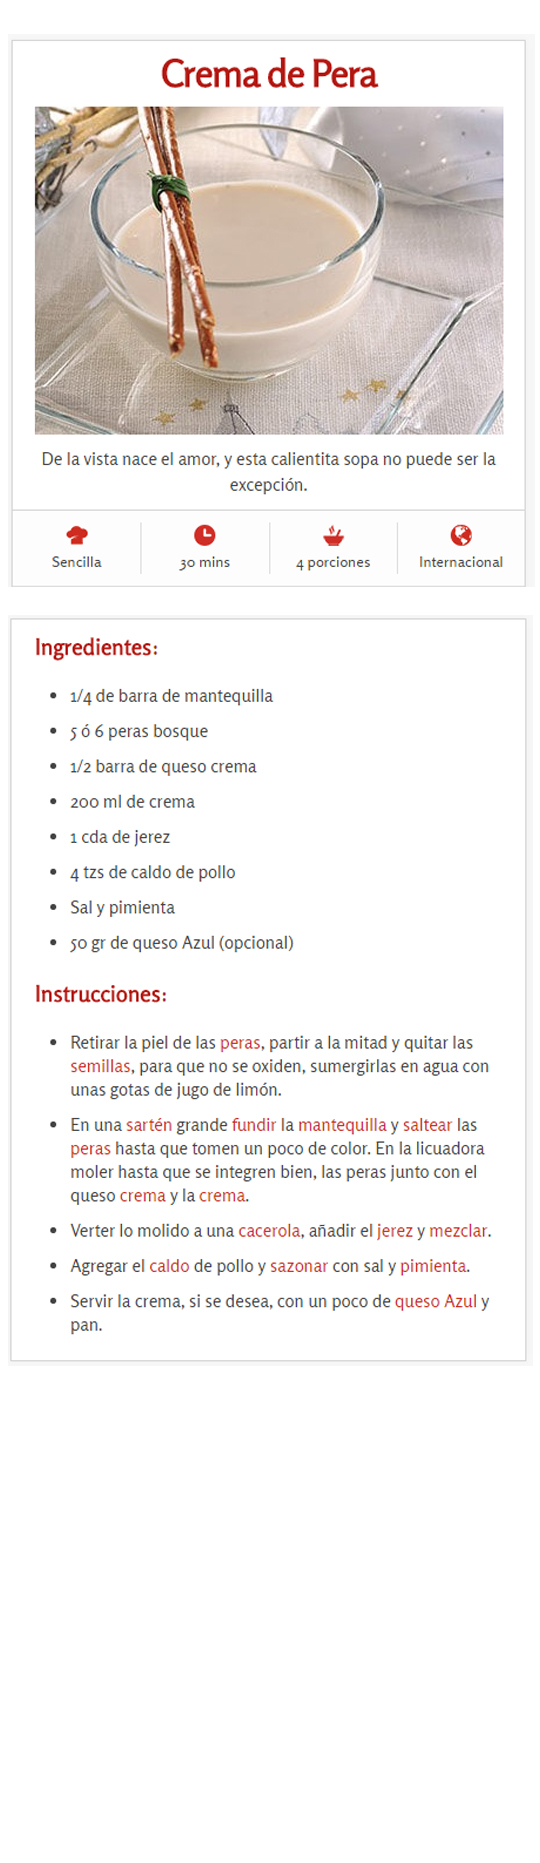 Crema de Pera
De la vista nace el amor, y esta calientita sopa no puede ser la
excepción.
Sencilla
30 mins
4 porciones
Internacional
Ingredientes:
• 1/4 de barra de mantequilla
• 5 ó 6 peras bosque
• 1/2 barra de queso crema
• 200 ml de crema
• 1 cda de jerez
• 4 tzs de caldo de pollo
• Sal y pimienta
• 50 gr de queso Azul (opcional)
Instrucciones:
• Retirar la piel de las peras, partir a la mitad y quitar las
semillas, para que no se oxiden, sumergirlas en agua con
unas gotas de jugo de limón.
• En una sartén grande fundir la mantequilla y saltear las
peras hasta que tomen un poco de color. En la licuadora
moler hasta que se integren bien, las peras junto con el
queso crema y la crema.
• Verter lo molido a una cacerola, añadir el jerez y mezclar.
• Agregar el caldo de pollo y sazonar con sal y pimienta.
• Servir la crema, si se desea, con un poco de queso Azul y
pan.